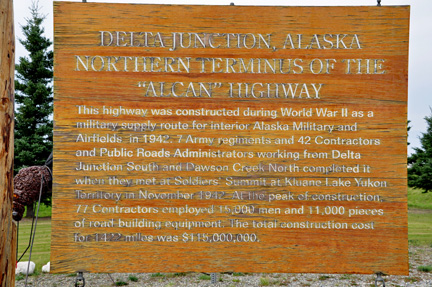 DELTA JUNCTION, ALASKA
NORTHERN TERMINUS OF THE
"ALCAN" HIGHWAY
This highway was constructed during World War II as a
military supply route for interior Alaska Military and
Airfields, in 1942. 7 Army regiments and 42 Contractors
and Public Roads Administrators working from Delta
Junction South and Dawson Creek North completed it
when they met at Soldiers' Summit at Kluane Lake Yukon
Territory in November 1942. At the peak of construction,
77 Contractors employed men and 11,000 pieces
of road building equipment. The total construction cost
for miles was